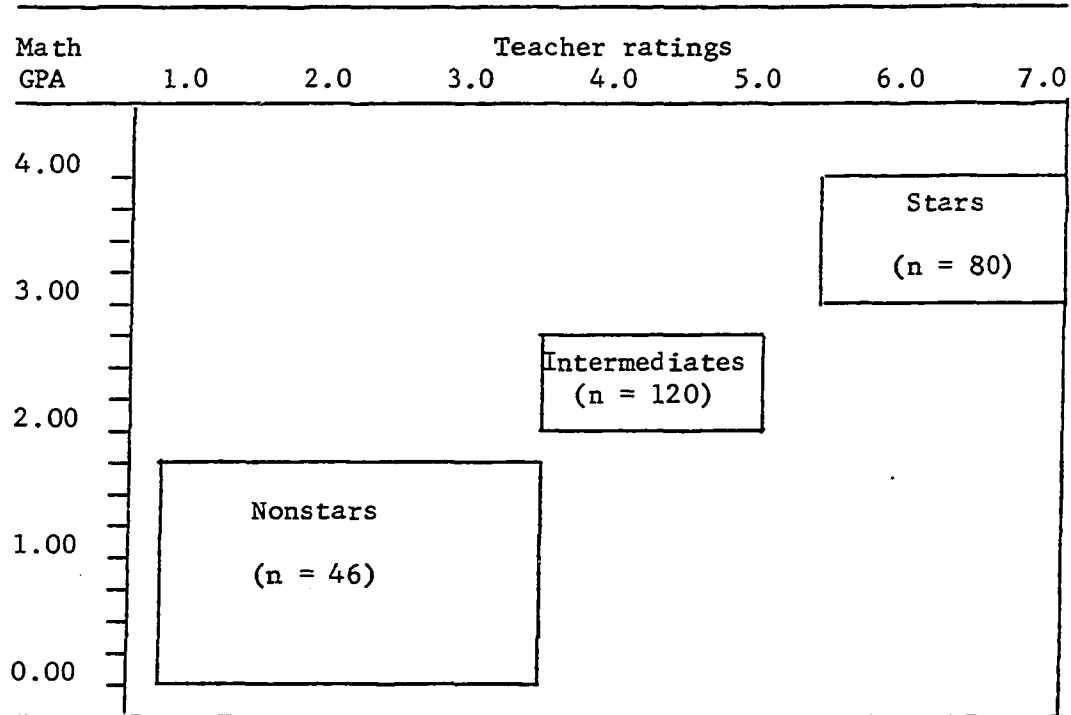 Math Teacher ratings
GPA 1.0 2.0 3.0 4.0 5.0 6.0 7.0
4.00
Stars
(n = 80)
3.00
Intermediates
(n = 120)
2.00
Nonstars
1.00
(n = 46)
0.00